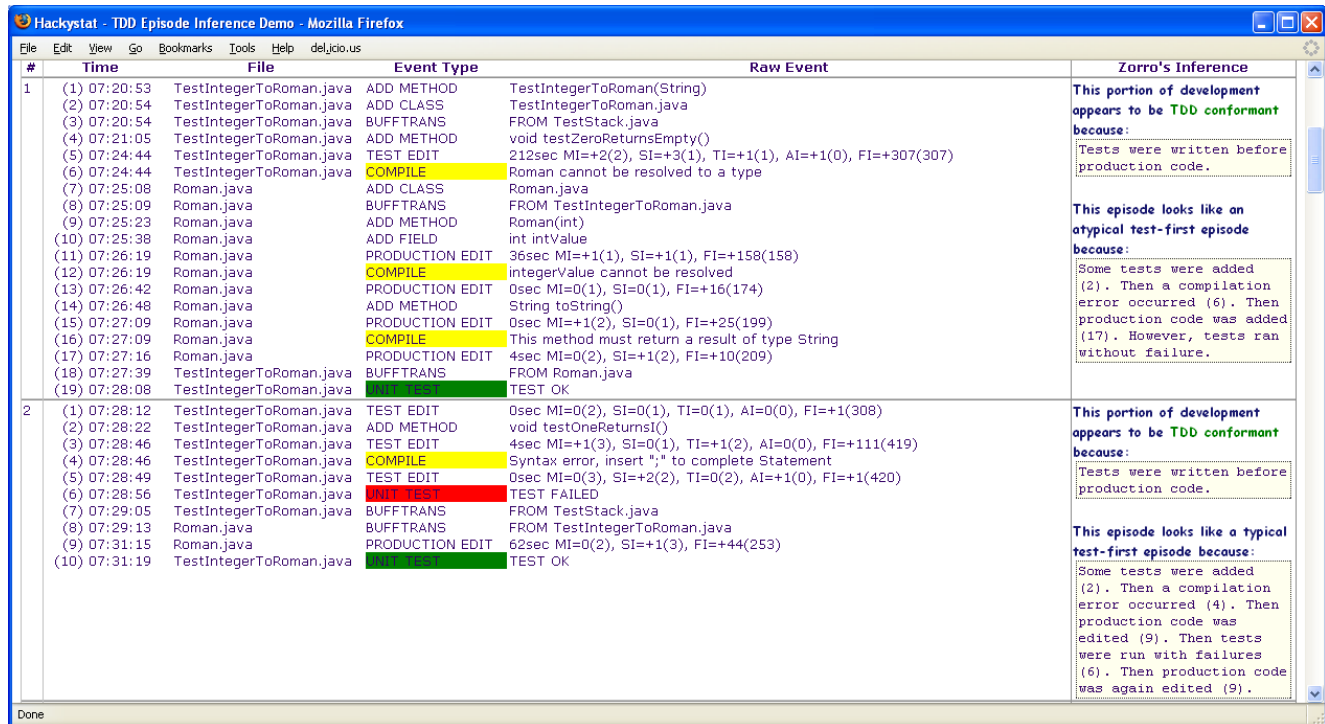 Hackystat - TDD Episode Inference Demo - Mozilla Firefox
File Edit View Go Bookmarks Tools Help del.icio.us
# Time File Event Type Raw Event Zorro's Inference
1 (1) 07:20:53 TestIntegerToRoman.java ADD METHOD TestIntegerToRoman(String)
(2) 07:20:54 TestIntegerToRoman.java ADD CLASS TestIntegerToRoman.java
(3) 07:20:54 TestIntegerToRoman.java BUFFTRANS FROM TestStack.java
(4) 07:21:05 TestIntegerToRoman.java ADD METHOD void testZeroReturnsEmpty()
(5) 07:24:44 TestIntegerToRoman.java TEST EDIT 212sec MI=+2(2), SI=+3(1), TI=+1(1), AI=+1(0), FI=+307(307)
(6) 07:24:44 TestIntegerToRoman.java COMPILE Roman cannot be resolved to a type
(7) 07:25:08 Roman.java ADD CLASS Roman.java
(8) 07:25:09 Roman.java BUFFTRANS FROM TestIntegerToRoman.java
(9) 07:25:23 Roman.java ADD METHOD Roman(int)
(10) 07:25:38 Roman.java ADD FIELD int intValue
(11) 07:26:19 Roman.java PRODUCTION EDIT 36sec MI=+1(1), SI=+1(1), FI=+158(158)
(12) 07:26:19 Roman.java COMPILE integerValue cannot be resolved
(13) 07:26:42 Roman.java PRODUCTION EDIT 0sec MI=0(1), SI=0(1), FI=+16(174)
(14) 07:26:48 Roman.java ADD METHOD String toString()
(15) 07:27:09 Roman.java PRODUCTION EDIT 0sec MI=+1(2), SI=0(1), FI=+25(199)
(16) 07:27:09 Roman.java COMPILE This method must return a result of type String
(17) 07:27:16 Roman.java PRODUCTION EDIT 4sec MI=0(2), SI=+1(2), FI=+10(209)
(18) 07:27:39 TestIntegerToRoman.java BUFFTRANS FROM Roman.java
(19) 07:28:08 TestIntegerToRoman.java UNIT TEST TEST OK
This portion of development
appears to be TDD conformant
because:
Tests were written before
production code.
This episode looks like an
atypical test-first episode
because:
Some tests were added
(2). Then a compilation
error occurred (6). Then
production code was added
(17). However, tests ran
without failure.
2 (1) 07:28:12 TestIntegerToRoman.java TEST EDIT 0sec MI=0(2), SI=0(1), TI=0(1), AI=0(0), FI=+1(308)
(2) 07:28:22 TestIntegerToRoman.java ADD METHOD void testOneReturnsI()
(3) 07:28:46 TestIntegerToRoman.java TEST EDIT 4sec MI=+1(3), SI=0(1), TI=+1(2), AI=0(0), FI=+111(419)
(4) 07:28:46 TestIntegerToRoman.java COMPILE Syntax error, insert ";" to complete Statement
(5) 07:28:49 TestIntegerToRoman.java TEST EDIT 0sec MI=0(3), SI=+2(2), TI=0(2), AI=+1(0), FI=+1(420)
(6) 07:28:56 TestIntegerToRoman.java UNIT TEST TEST FAILED
(7) 07:29:05 TestIntegerToRoman.java BUFFTRANS FROM TestStack.java
(8) 07:29:13 Roman.java BUFFTRANS FROM TestIntegerToRoman.java
(9) 07:31:15 Roman.java PRODUCTION EDIT 62sec MI=0(2), SI=+1(3), FI=+44(253)
(10) 07:31:19 TestIntegerToRoman.java UNIT TEST TEST OK
This portion of development
appears to be TDD conformant
because:
Tests were written before
production code.
This episode looks like a typical
test-first episode because:
Some tests were added
(2). Then a compilation
error occurred (4). Then
production code was
edited (9). Then tests
were run with failures
(6). Then production code
was again edited (9).
Done